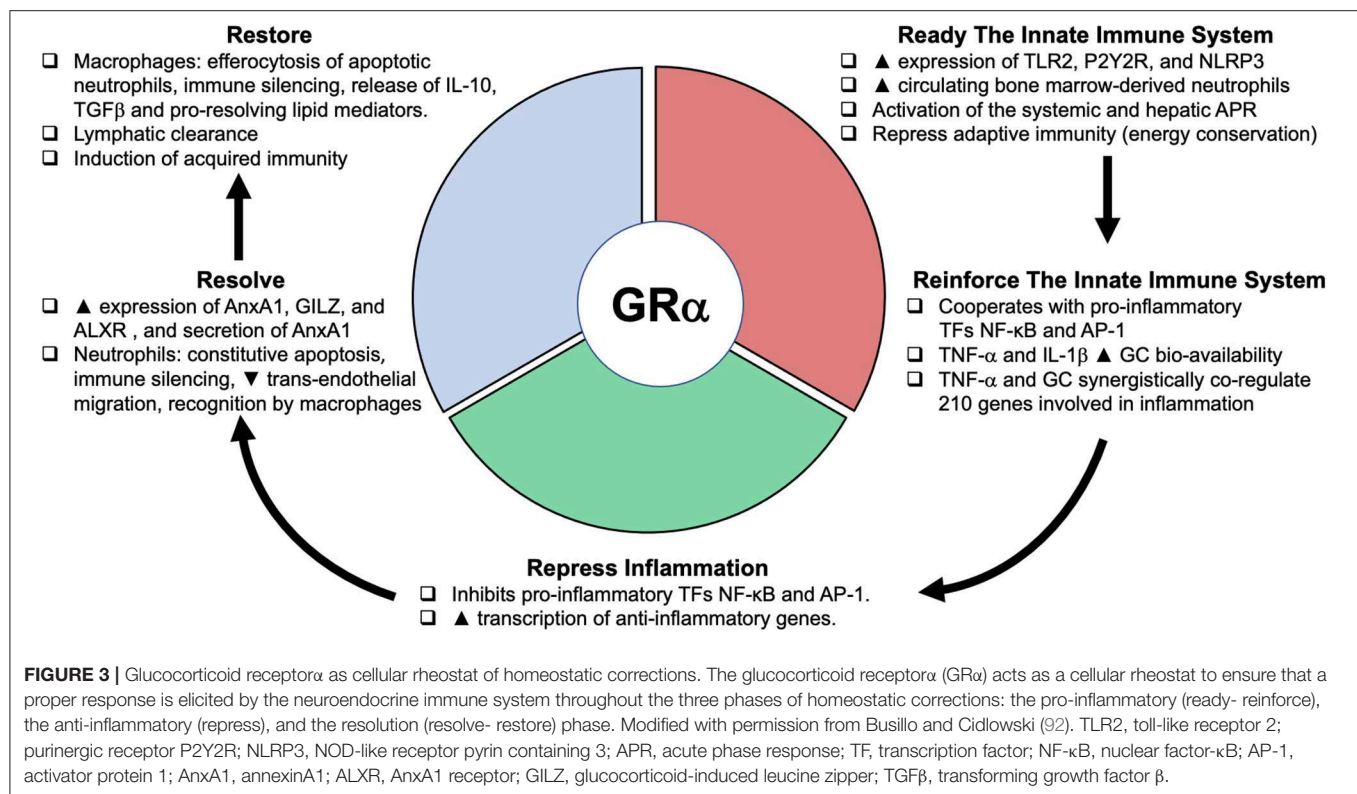 Restore
❑ Macrophages: efferocytosis of apoptotic
neutrophils, immune silencing, release of IL-10,
TGFβ and pro-resolving lipid mediators.
❑ Lymphatic clearance
❑ Induction of acquired immunity
Ready The Innate Immune System
❑ ▲ expression of TLR2, P2Y2R, and NLRP3
❑ ▲ circulating bone marrow-derived neutrophils
❑ Activation of the systemic and hepatic APR
❑ Repress adaptive immunity (energy conservation)
GRα
Resolve
❑ ▲ expression of AnxA1, GILZ, and
ALXR , and secretion of AnxA1
❑ Neutrophils: constitutive apoptosis,
immune silencing, ▼ trans-endothelial
migration, recognition by macrophages
Reinforce The Innate Immune System
❑ Cooperates with pro-inflammatory
TFs NF-κB and AP-1
❑ TNF-α and IL-1β ▲ GC bio-availability
❑ TNF-α and GC synergistically co-regulate
210 genes involved in inflammation
Repress Inflammation
❑ Inhibits pro-inflammatory TFs NF-κB and AP-1.
❑ ▲ transcription of anti-inflammatory genes.
FIGURE 3 | Glucocorticoid receptorα as cellular rheostat of homeostatic corrections. The glucocorticoid receptorα (GRα) acts as a cellular rheostat to ensure that a
proper response is elicited by the neuroendocrine immune system throughout the three phases of homeostatic corrections: the pro-inflammatory (ready- reinforce),
the anti-inflammatory (repress), and the resolution (resolve- restore) phase. Modified with permission from Busillo and Cidlowski (92). TLR2, toll-like receptor 2;
purinergic receptor P2Y2R; NLRP3, NOD-like receptor pyrin containing 3; APR, acute phase response; TF, transcription factor; NF-κB, nuclear factor-κB; AP-1,
activator protein 1; AnxA1, annexinA1; ALXR, AnxA1 receptor; GILZ, glucocorticoid-induced leucine zipper; TGFβ, transforming growth factor β.